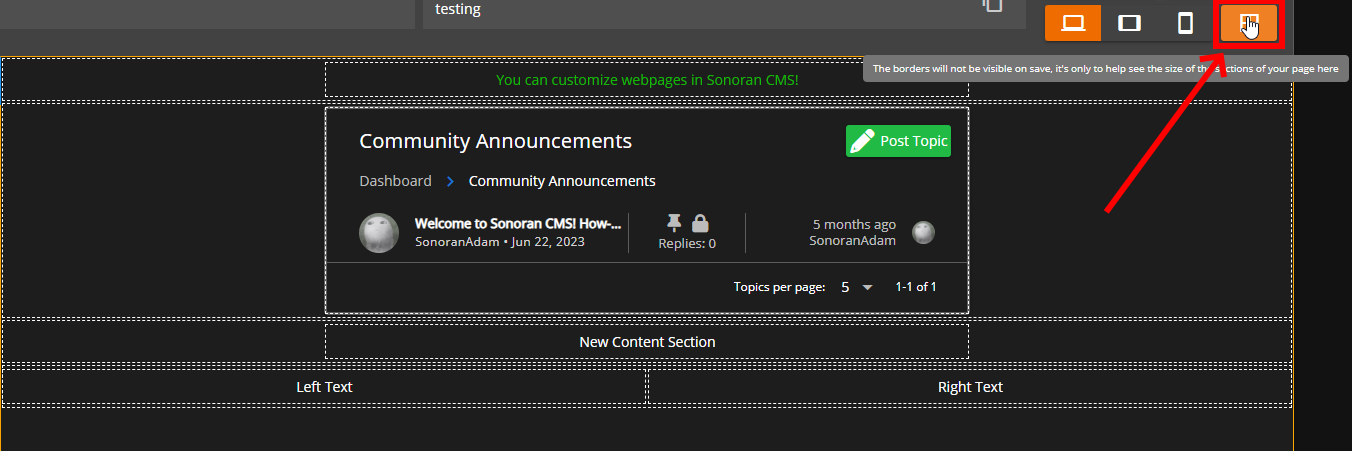 testing
The borders will not be visible on save, it's only to help see the size of the sections of your page here
You can customize webpages in Sonoran CMS!
Community Announcements
Post Topic
Dashboard > Community Announcements
Welcome to Sonoran CMS! How-...
SonoranAdam • Jun 22, 2023
Replies: 0
5 months ago
SonoranAdam
Topics per page: 5 1-1 of 1
New Content Section
Left Text
Right Text